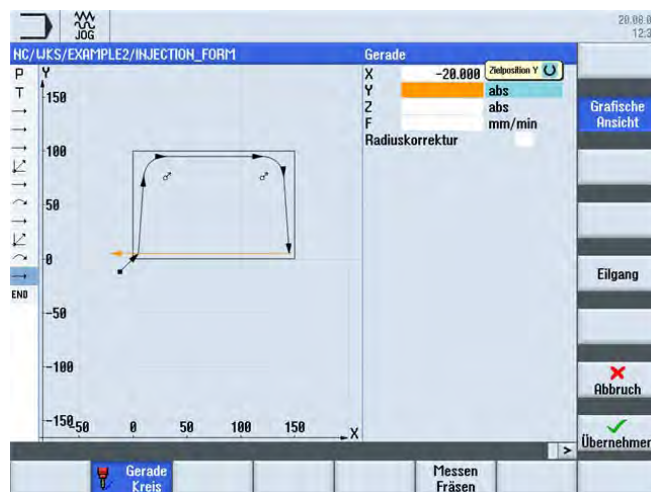 JOG
20.08.0
12:3
NC/WKS/EXAMPLE2/INJECTION_FORM
Gerade
P
T
END
Y
150
100
50
0
-50
-100
-150
-50 0 50 100 150 X
X -20.000 Zielposition Y
Y abs
Z abs
F mm/min
Radiuskorrektur
Grafische
Ansicht
Eilgang
Abbruch
Übernehmen
>
Gerade
Kreis
Messen
Fräsen